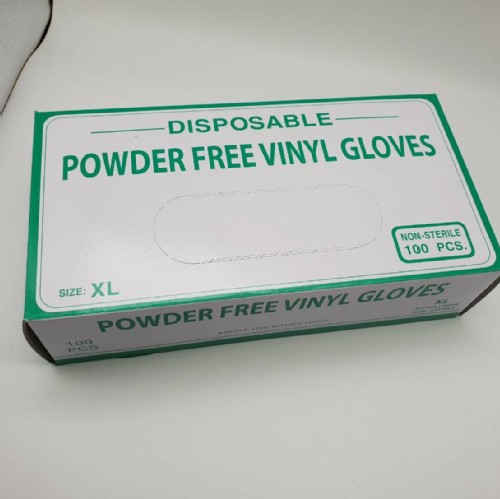 DISPOSABLE
POWDER FREE VINYL GLOVES
NON-STERILE
100 PCS.
SIZE: XL
POWDER FREE VINYL GLOVES
100
PCS
XL